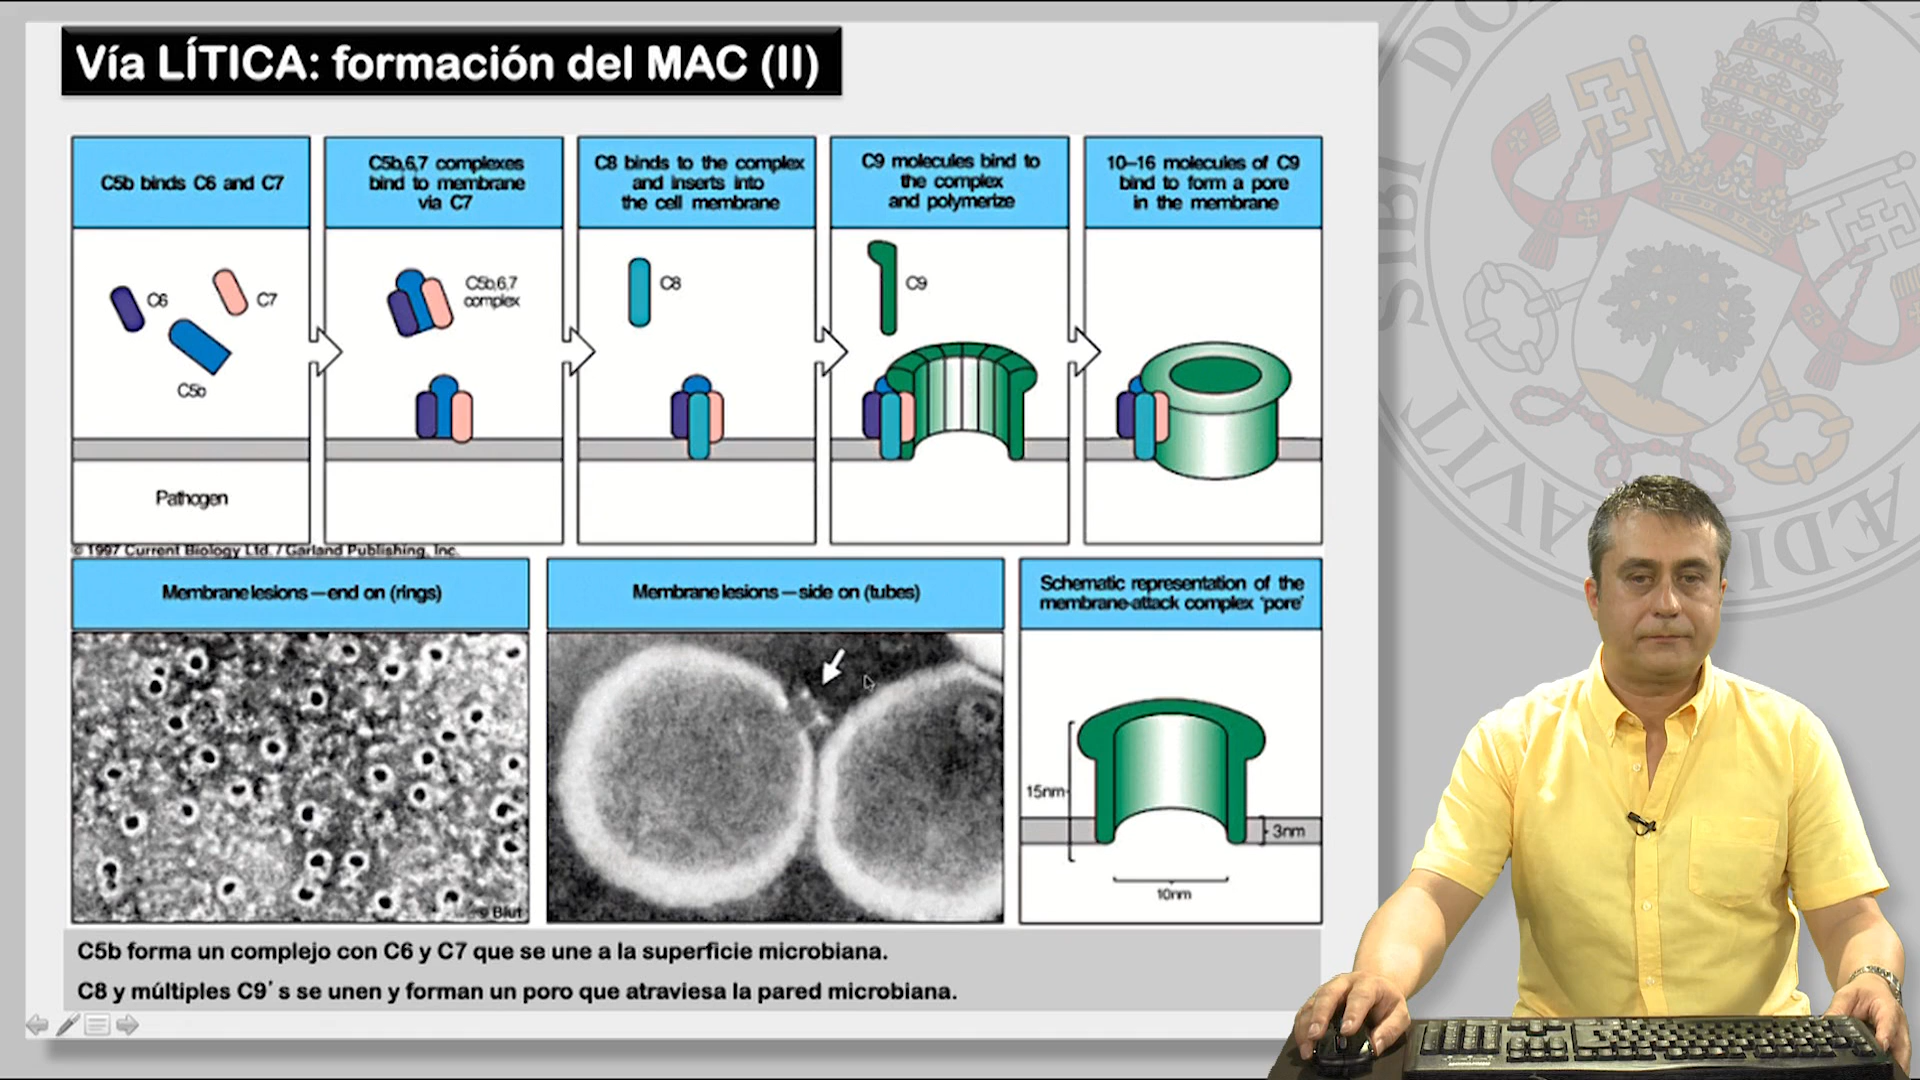 Vía LÍTICA: formación del MAC (II)
C5b binds C6 and C7
C5b,6,7 complexes
bind to membrane
via C7
C8 binds to the complex
and inserts into
the cell membrane
C9 molecules bind to
the complex
and polymerize
10–16 molecules of C9
bind to form a pore
in the membrane
C6
C7
C5b
Pathogen
C5b,6,7
complex
C8
C9
© 1997 Current Biology Ltd. / Garland Publishing, Inc.
Membrane lesions—end on (rings)
Membrane lesions—side on (tubes)
Schematic representation of the
membrane-attack complex 'pore'
© Blut
15nm
3nm
10nm
C5b forma un complejo con C6 y C7 que se une a la superficie microbiana.
C8 y múltiples C9's se unen y forman un poro que atraviesa la pared microbiana.
SIBI
AEDIFICAVIT